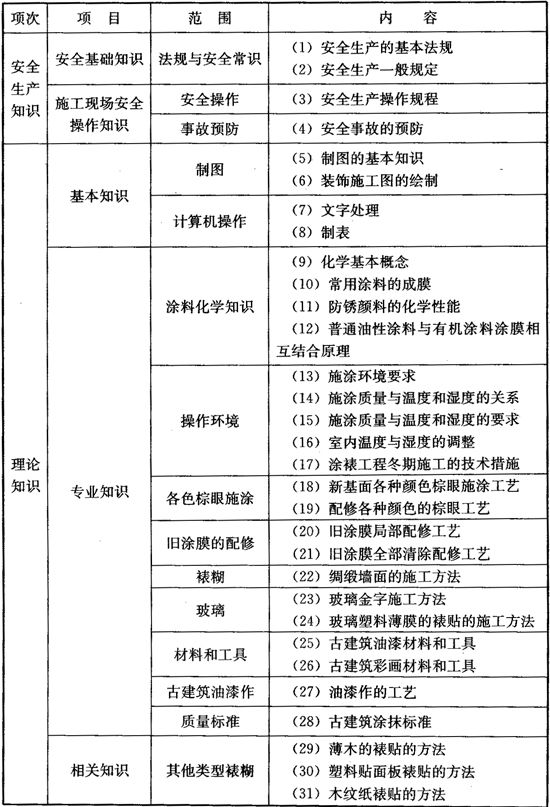 项次 项目 范围 内容
安全生产知识 安全基础知识 法规与安全常识 (1) 安全生产的基本法规
(2) 安全生产一般规定
施工现场安全操作知识 安全操作 (3) 安全生产操作规程
事故预防 (4) 安全事故的预防
理论知识 基本知识 制图 (5) 制图的基本知识
(6) 装饰施工图的绘制
计算机操作 (7) 文字处理
(8) 制表
专业知识 涂料化学知识 (9) 化学基本概念
(10) 常用涂料的成膜
(11) 防锈颜料的化学性能
(12) 普通油性涂料与有机涂料涂膜相
互结合原理
操作环境 (13) 施涂环境要求
(14) 施涂质量与温度和湿度的关系
(15) 施涂质量与温度和湿度的要求
(16) 室内温度与湿度的调整
(17) 涂裱工程冬期施工的技术措施
各色棕眼施涂 (18) 新基面各种颜色棕眼施涂工艺
(19) 配修各种颜色的棕眼工艺
旧涂膜的配修 (20) 旧涂膜局部配修工艺
(21) 旧涂膜全部清除配修工艺
裱糊 (22) 绸缎墙面的施工方法
玻璃 (23) 玻璃金字施工方法
(24) 玻璃塑料薄膜的裱贴的施工方法
材料和工具 (25) 古建筑油漆材料和工具
(26) 古建筑彩画材料和工具
古建筑油漆作 (27) 油漆作的工艺
质量标准 (28) 古建筑涂抹标准
相关知识 其他类型裱糊 (29) 薄木的裱贴的方法
(30) 塑料贴面板裱贴的方法
(31) 木纹纸裱贴的方法